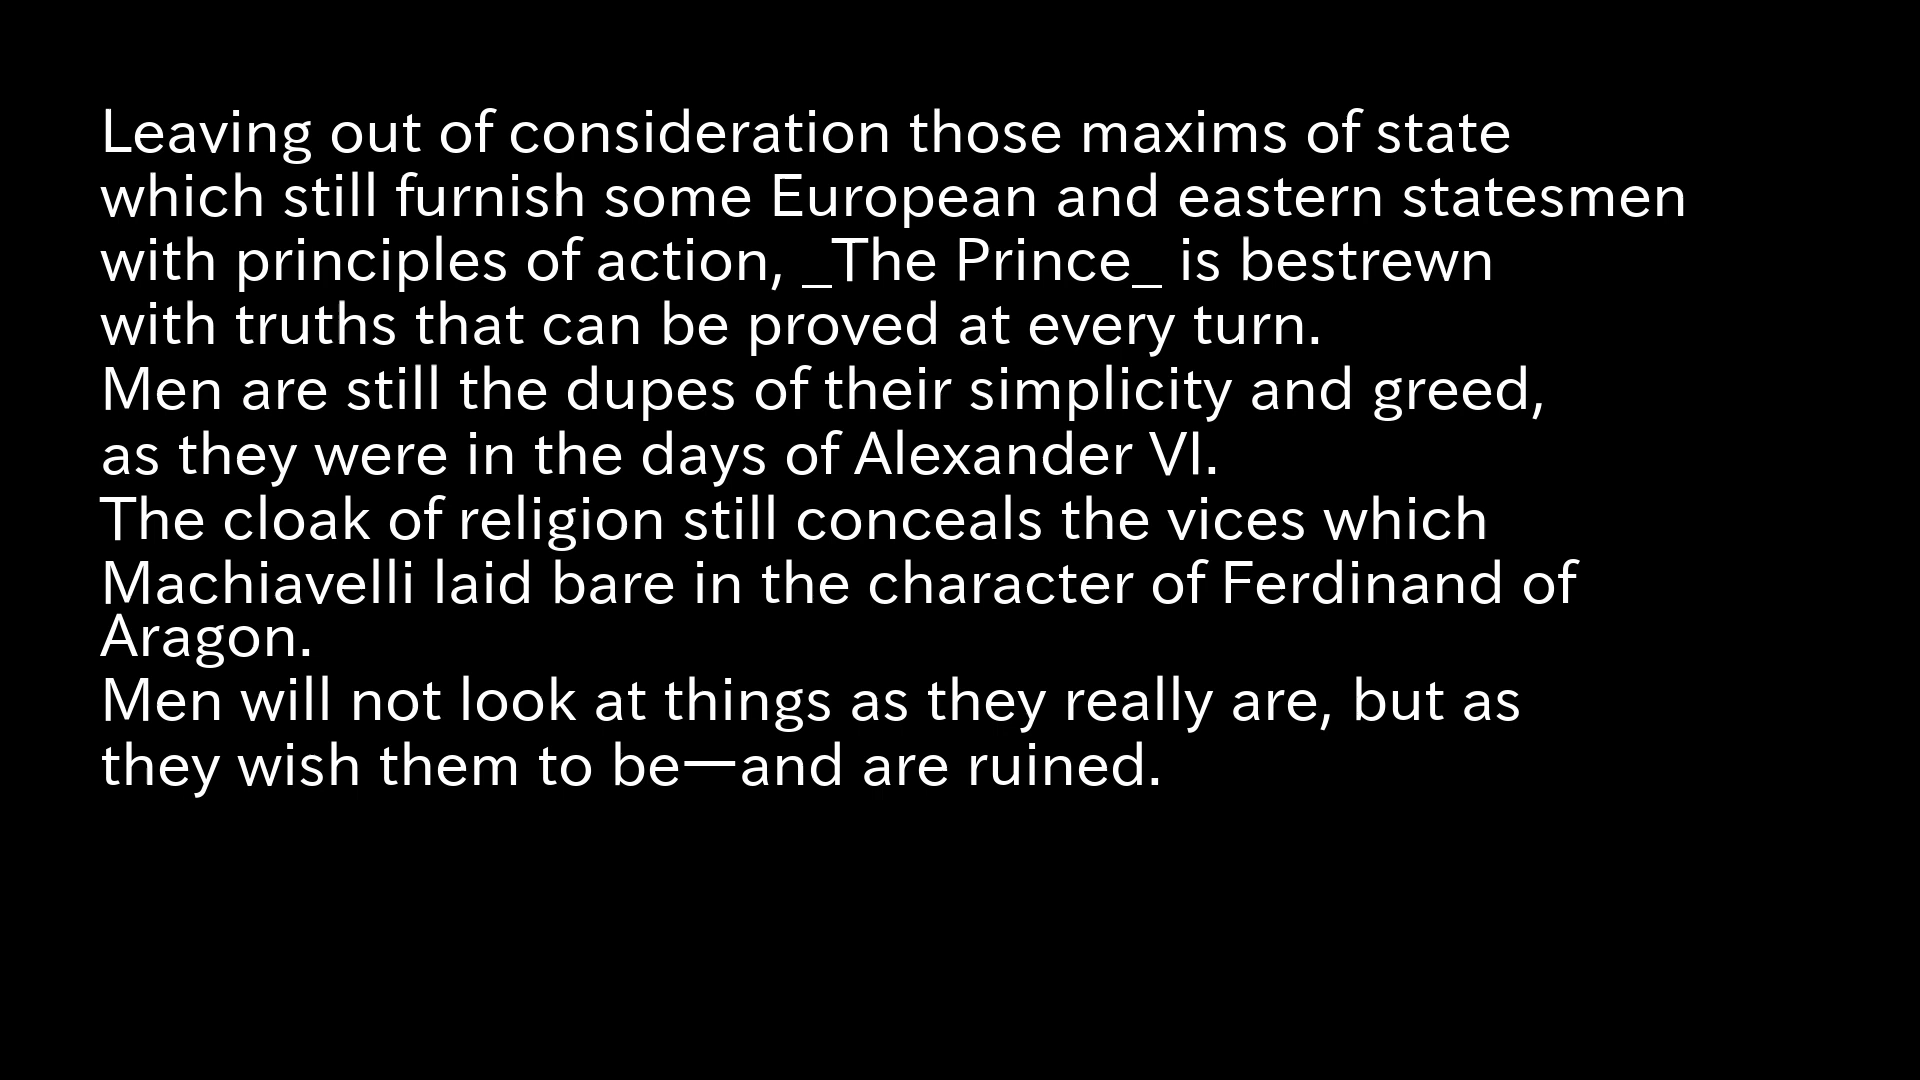 Leaving out of consideration those maxims of state
which still furnish some European and eastern statesmen
with principles of action, _The Prince_ is bestrewn
with truths that can be proved at every turn.
Men are still the dupes of their simplicity and greed,
as they were in the days of Alexander VI.
The cloak of religion still conceals the vices which
Machiavelli laid bare in the character of Ferdinand of
Aragon.
Men will not look at things as they really are, but as
they wish them to be—and are ruined.